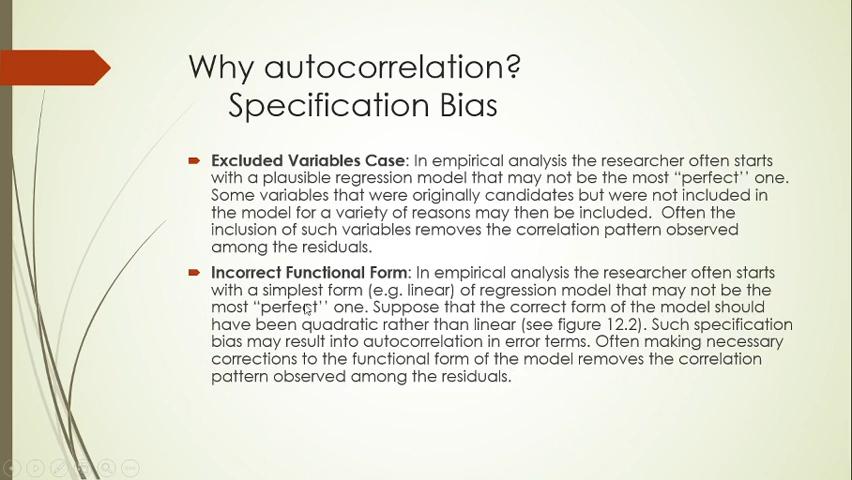 Why autocorrelation?
Specification Bias
Excluded Variables Case: In empirical analysis the researcher often starts
with a plausible regression model that may not be the most “perfect’’ one.
Some variables that were originally candidates but were not included in
the model for a variety of reasons may then be included. Often the
inclusion of such variables removes the correlation pattern observed
among the residuals.
Incorrect Functional Form: In empirical analysis the researcher often starts
with a simplest form (e.g. linear) of regression model that may not be the
most “perfect’’ one. Suppose that the correct form of the model should
have been quadratic rather than linear (see figure 12.2). Such specification
bias may result into autocorrelation in error terms. Often making necessary
corrections to the functional form of the model removes the correlation
pattern observed among the residuals.